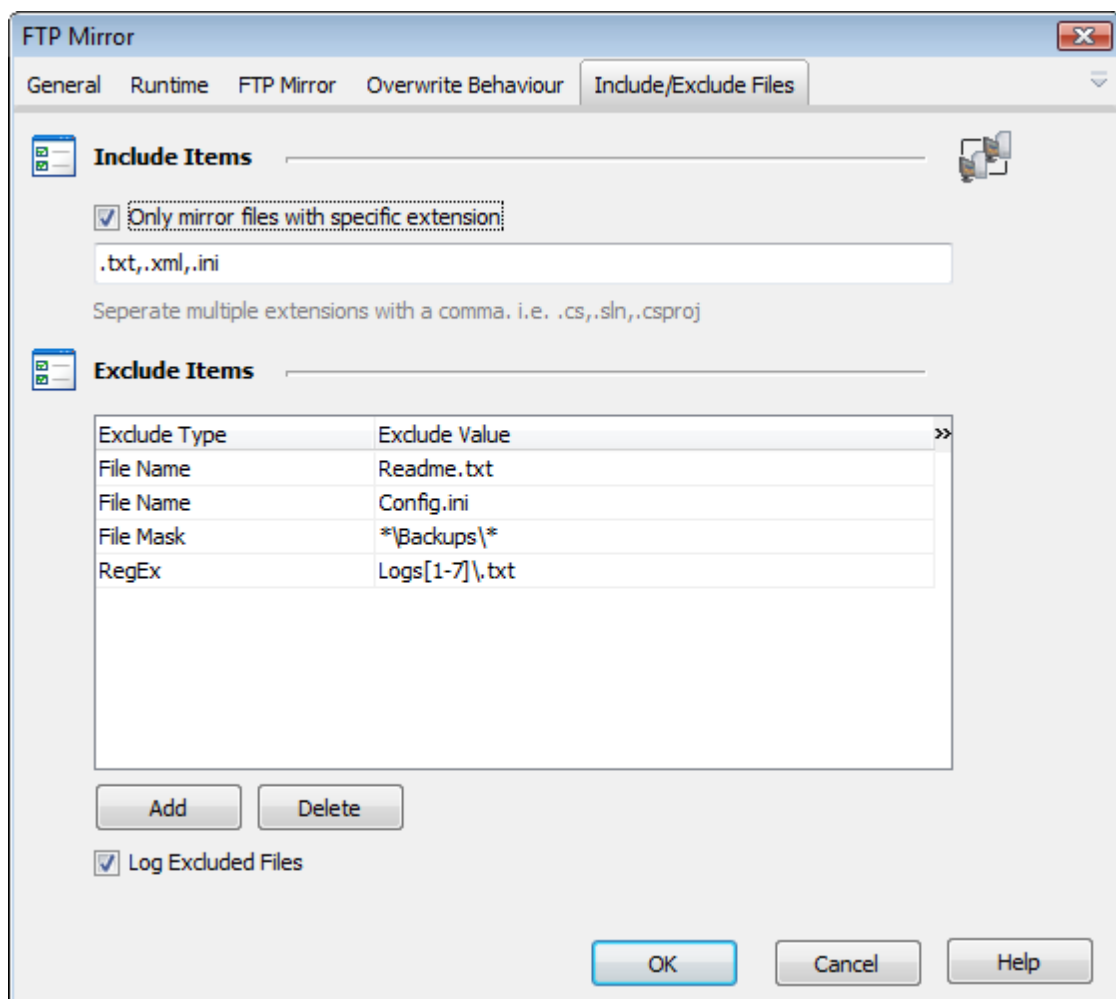 FTP Mirror
General Runtime FTP Mirror Overwrite Behaviour Include/Exclude Files
Include Items
Only mirror files with specific extension
.txt,.xml,.ini
Seperate multiple extensions with a comma. i.e. .cs,.sln,.csproj
Exclude Items
Exclude Type Exclude Value »
File Name Readme.txt
File Name Config.ini
File Mask *\Backups\*
RegEx Logs[1-7]\.txt
Add Delete
Log Excluded Files
OK Cancel Help